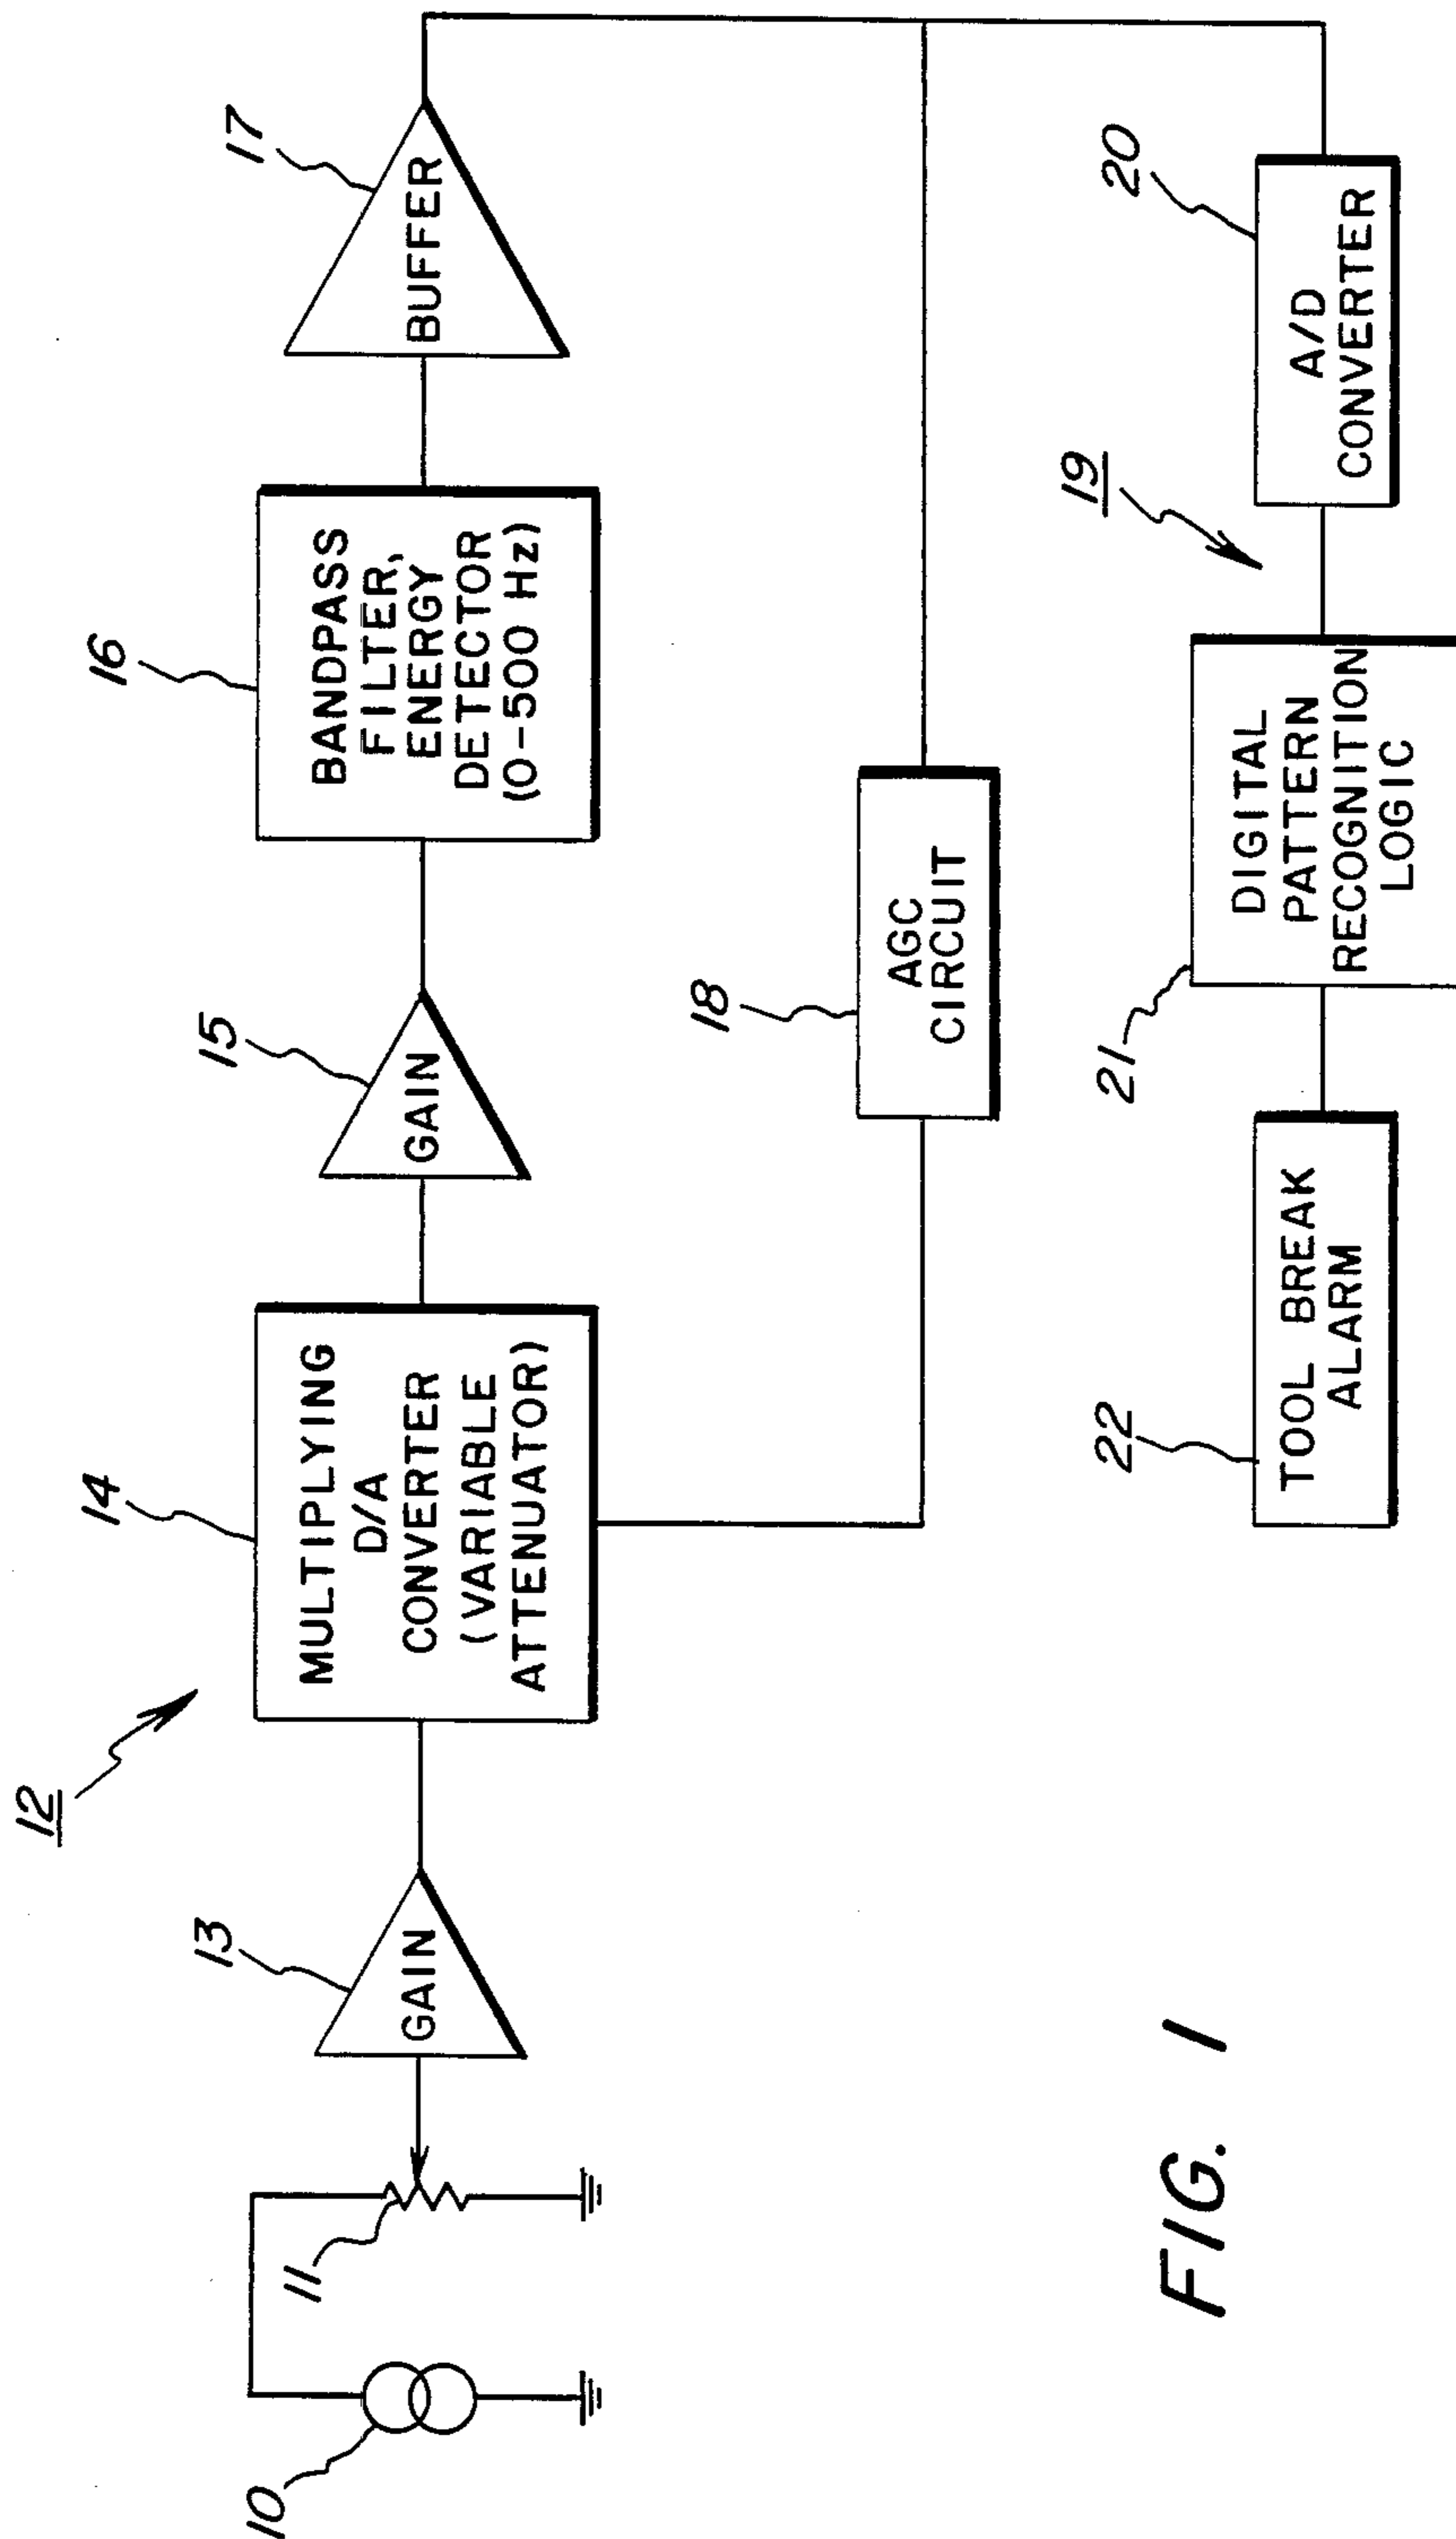 10
11
13
GAIN
12
14
MULTIPLYING
D/A
CONVERTER
(VARIABLE
ATTENUATOR)
15
GAIN
16
BANDPASS
FILTER,
ENERGY
DETECTOR
(0-500 Hz)
17
BUFFER
18
AGC
CIRCUIT
22
TOOL BREAK
ALARM
21
DIGITAL
PATTERN
RECOGNITION
LOGIC
19
20
A/D
CONVERTER
FIG. 1